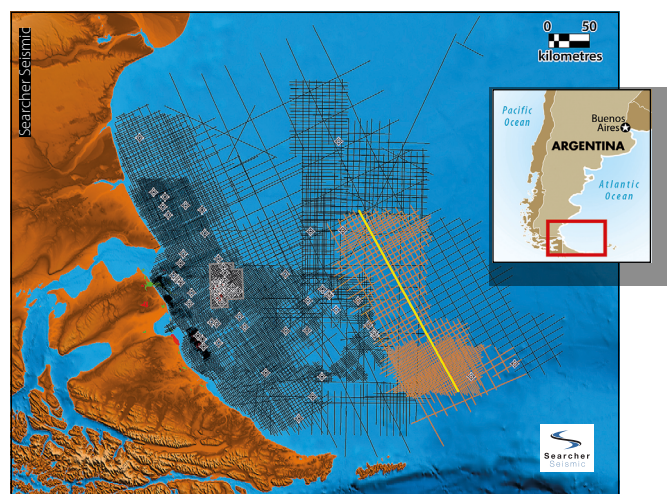 Searcher Seismic
0 50
kilometres
Pacific
Ocean
Buenos
Aires
ARGENTINA
Atlantic
Ocean
Searcher
Seismic